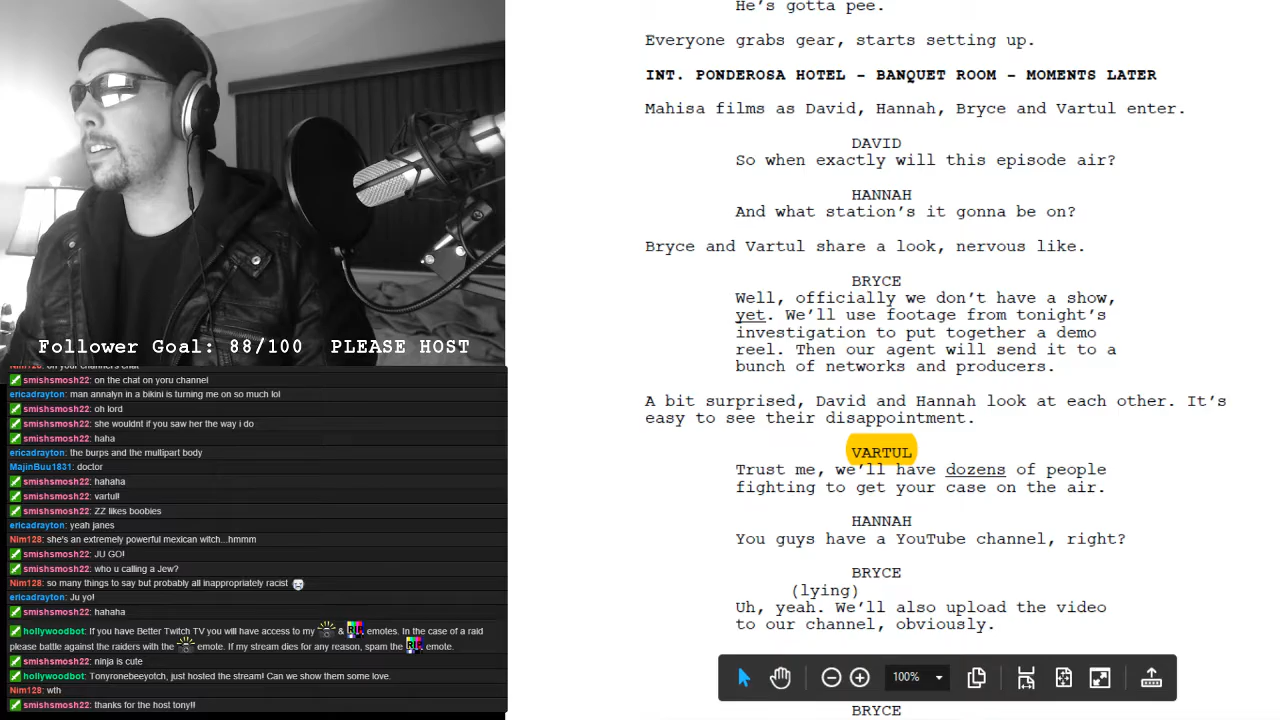 Follower Goal: 88/100 PLEASE HOST
on your channel's chat
smishsmosh22: on the chat on yoru channel
ericadrayton: man annalyn in a bikini is turning me on so much lol
smishsmosh22: oh lord
smishsmosh22: she wouldnt if you saw her the way i do
smishsmosh22: haha
ericadrayton: the burps and the multipart body
MajinBuu1831: doctor
smishsmosh22: hahaha
smishsmosh22: vartul!
smishsmosh22: ZZ likes boobies
ericadrayton: yeah janes
Nim128: she's an extremely powerful mexican witch...hmmm
smishsmosh22: JU GO!
smishsmosh22: who u calling a Jew?
Nim128: so many things to say but probably all inappropriately racist
ericadrayton: Ju yo!
smishsmosh22: hahaha
hollywoodbot: If you have Better Twitch TV you will have access to my & emotes. In the case of a raid
please battle against the raiders with the emote. If my stream dies for any reason, spam the emote.
smishsmosh22: ninja is cute
hollywoodbot: Tonyronebeeyotch, just hosted the stream! Can we show them some love.
Nim128: wth
smishsmosh22: thanks for the host tony!!
He's gotta pee.
Everyone grabs gear, starts setting up.
INT. PONDEROSA HOTEL - BANQUET ROOM - MOMENTS LATER
Mahisa films as David, Hannah, Bryce and Vartul enter.
DAVID
So when exactly will this episode air?
HANNAH
And what station's it gonna be on?
Bryce and Vartul share a look, nervous like.
BRYCE
Well, officially we don't have a show,
yet. We'll use footage from tonight's
investigation to put together a demo
reel. Then our agent will send it to a
bunch of networks and producers.
A bit surprised, David and Hannah look at each other. It's
easy to see their disappointment.
VARTUL
Trust me, we'll have dozens of people
fighting to get your case on the air.
HANNAH
You guys have a YouTube channel, right?
BRYCE
(lying)
Uh, yeah. We'll also upload the video
to our channel, obviously.
100%
BRYCE